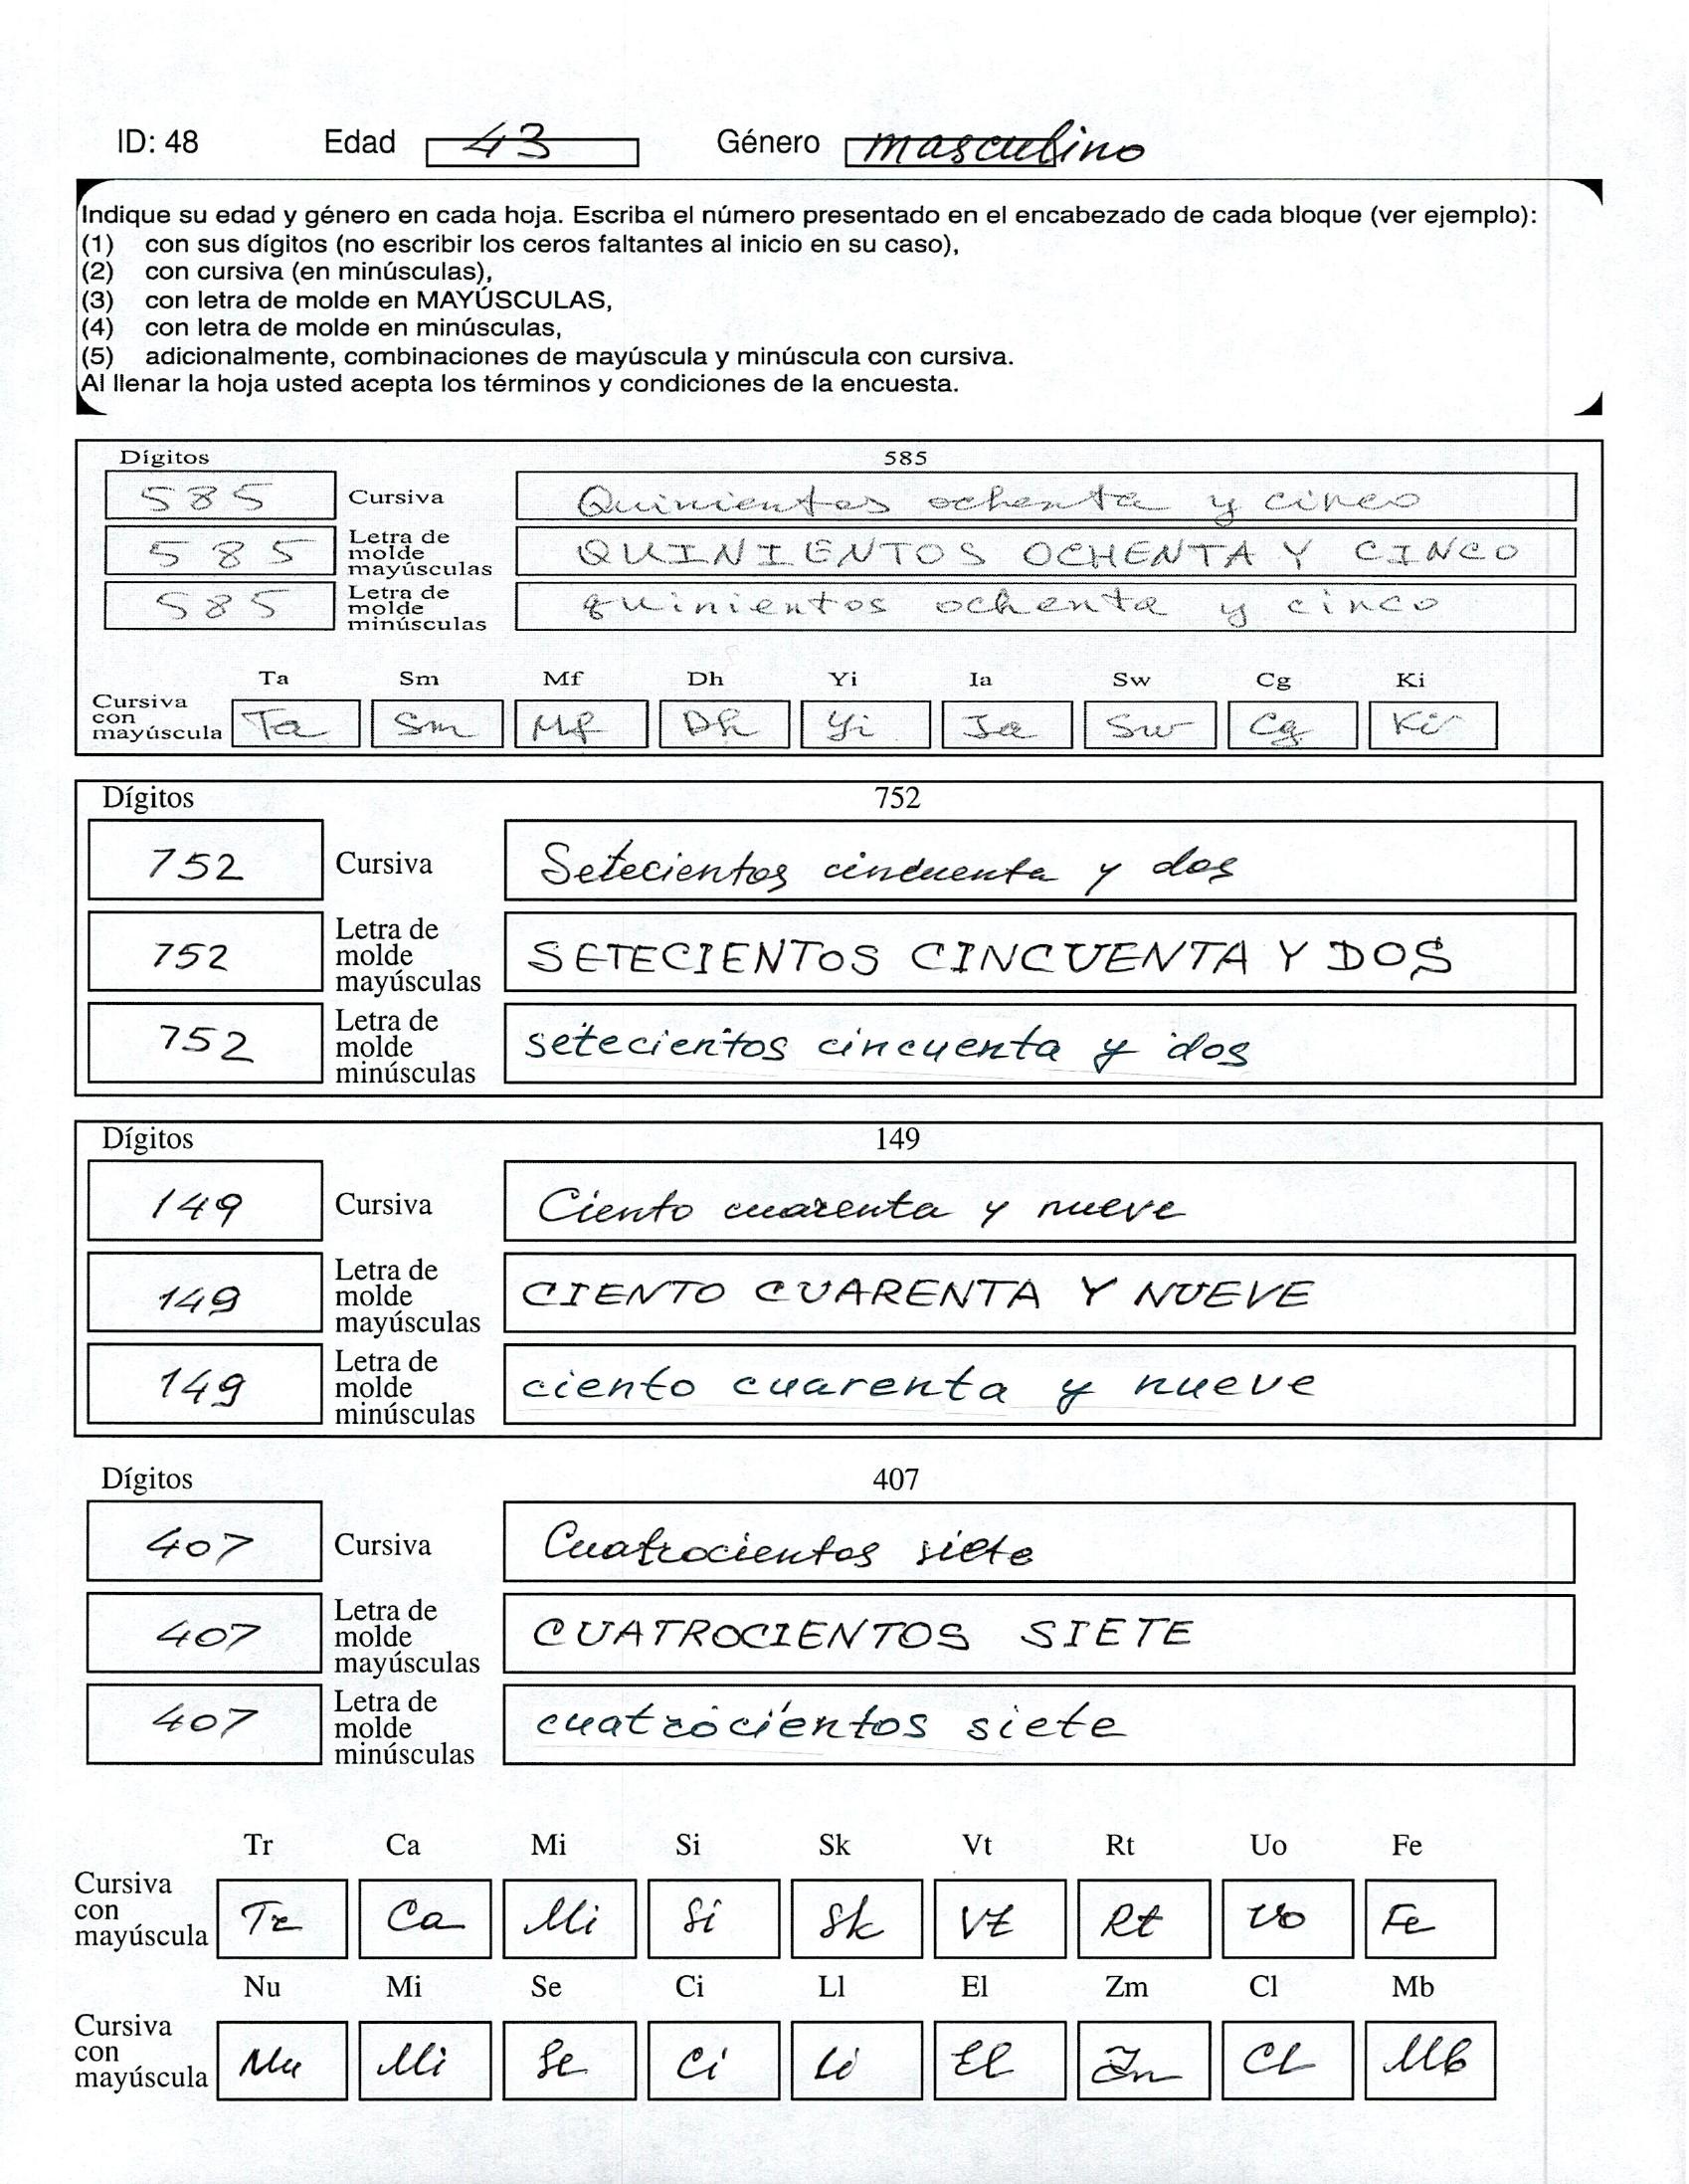 ID: 48 Edad 43 Género masculino
Indique su edad y género en cada hoja. Escriba el número presentado en el encabezado de cada bloque (ver ejemplo):
(1) con sus dígitos (no escribir los ceros faltantes al inicio en su caso),
(2) con cursiva (en minúsculas),
(3) con letra de molde en MAYÚSCULAS,
(4) con letra de molde en minúsculas,
(5) adicionalmente, combinaciones de mayúscula y minúscula con cursiva.
Al llenar la hoja usted acepta los términos y condiciones de la encuesta.
Dígitos 585
585 Cursiva Quinientos ochenta y cinco
585 Letra de molde mayúsculas QUINIENTOS OCHENTA Y CINCO
585 Letra de molde minúsculas quinientos ochenta y cinco
Ta Sm Mf Dh Yi Ia Sw Cg Ki
Cursiva con mayúscula Ta Sm Mf Dh Yi Ia Sw Cg Ki
Dígitos 752
752 Cursiva Setecientos cincuenta y dos
752 Letra de molde mayúsculas SETECIENTOS CINCUENTA Y DOS
752 Letra de molde minúsculas setecientos cincuenta y dos
Dígitos 149
149 Cursiva Ciento cuarenta y nueve
149 Letra de molde mayúsculas CIENTO CUARENTA Y NUEVE
149 Letra de molde minúsculas ciento cuarenta y nueve
Dígitos 407
407 Cursiva Cuatrocientos siete
407 Letra de molde mayúsculas CUATROCIENTOS SIETE
407 Letra de molde minúsculas cuatrocientos siete
Tr Ca Mi Si Sk Vt Rt Uo Fe
Cursiva con mayúscula Tr Ca Mi Si Sk Vt Rt Uo Fe
Nu Mi Se Ci Ll El Zm Cl Mb
Cursiva con mayúscula Nu Mi Se Ci Li El Zm CL Mb